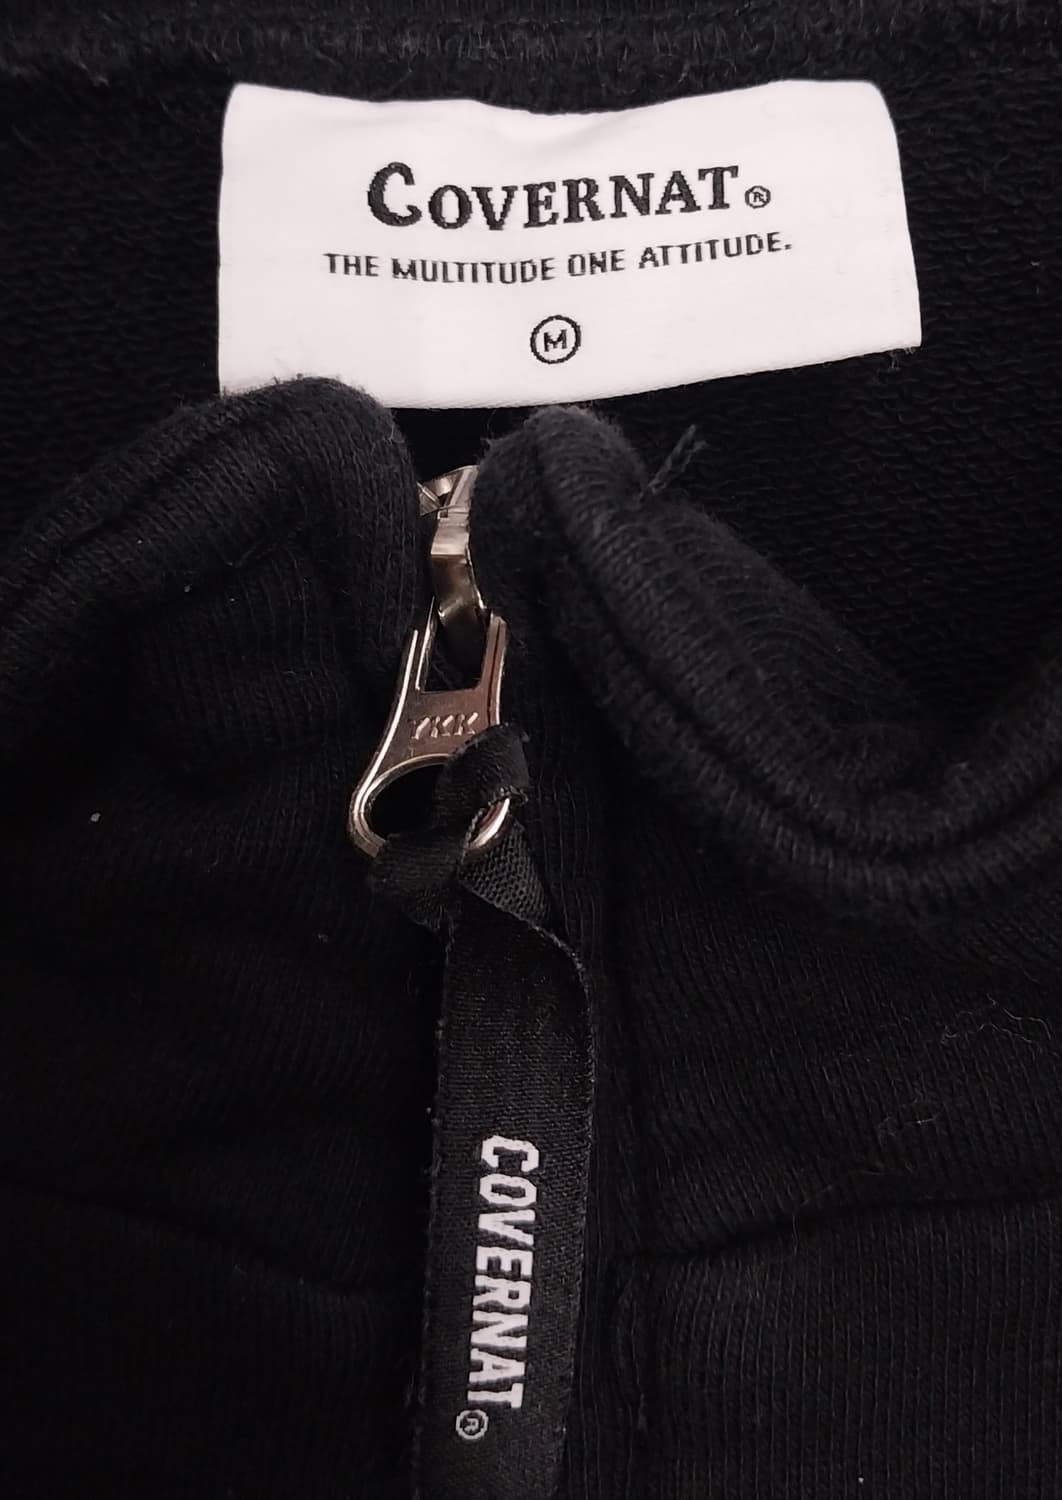 COVERNAT®
THE MULTITUDE ONE ATTITUDE.
M
YKK
COVERNAT®